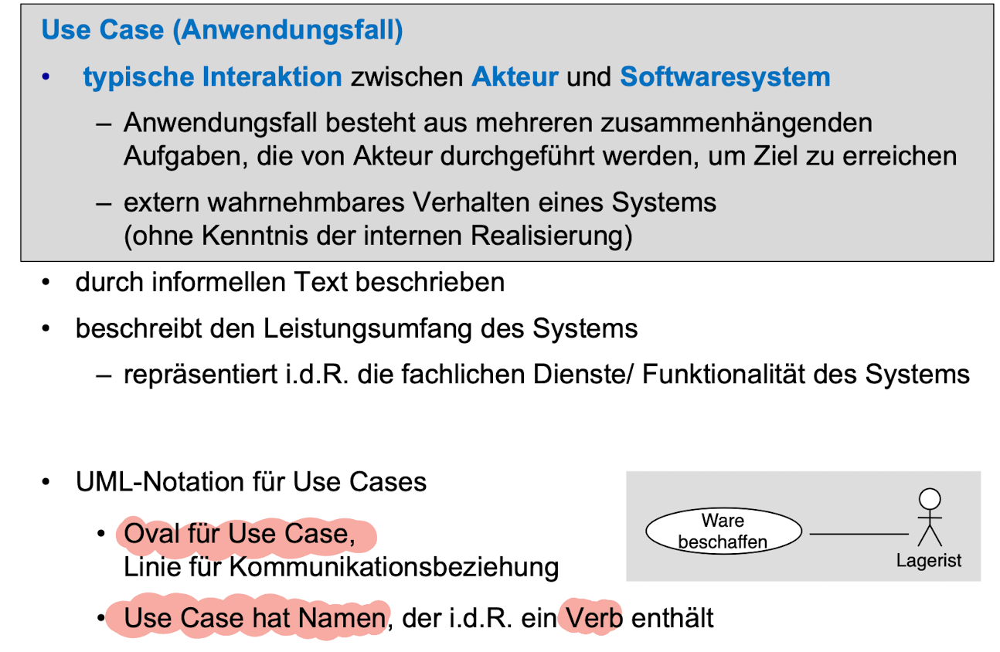 Use Case (Anwendungsfall)
• typische Interaktion zwischen Akteur und Softwaresystem
– Anwendungsfall besteht aus mehreren zusammenhängenden
Aufgaben, die von Akteur durchgeführt werden, um Ziel zu erreichen
– extern wahrnehmbares Verhalten eines Systems
(ohne Kenntnis der internen Realisierung)
• durch informellen Text beschrieben
• beschreibt den Leistungsumfang des Systems
– repräsentiert i.d.R. die fachlichen Dienste/ Funktionalität des Systems
• UML-Notation für Use Cases
• Oval für Use Case,
Linie für Kommunikationsbeziehung
• Use Case hat Namen, der i.d.R. ein Verb enthält
Ware
beschaffen
Lagerist